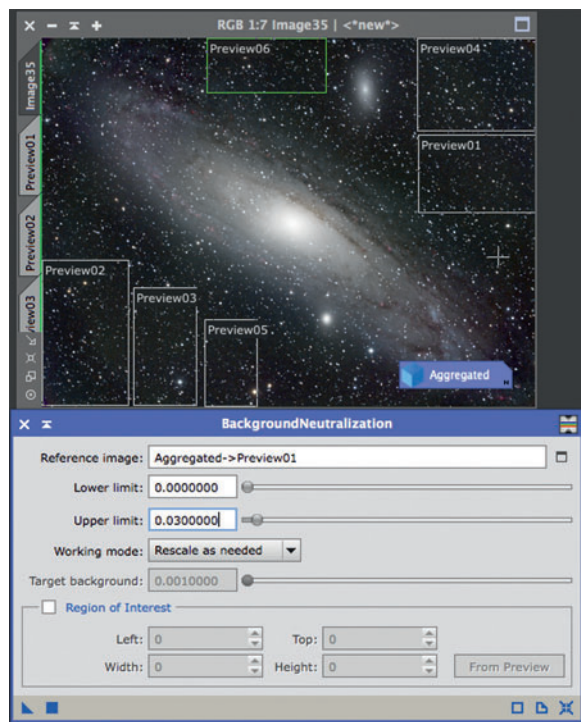 RGB 1:7 Image35 | <*new*>
Image35
Preview01
Preview02
view03
Preview06
Preview04
Preview01
Preview02
Preview03
Preview05
Aggregated
BackgroundNeutralization
Reference image: Aggregated->Preview01
Lower limit: 0.0000000
Upper limit: 0.0300000
Working mode: Rescale as needed
Target background: 0.0010000
Region of Interest
Left: 0 Top: 0
Width: 0 Height: 0 From Preview